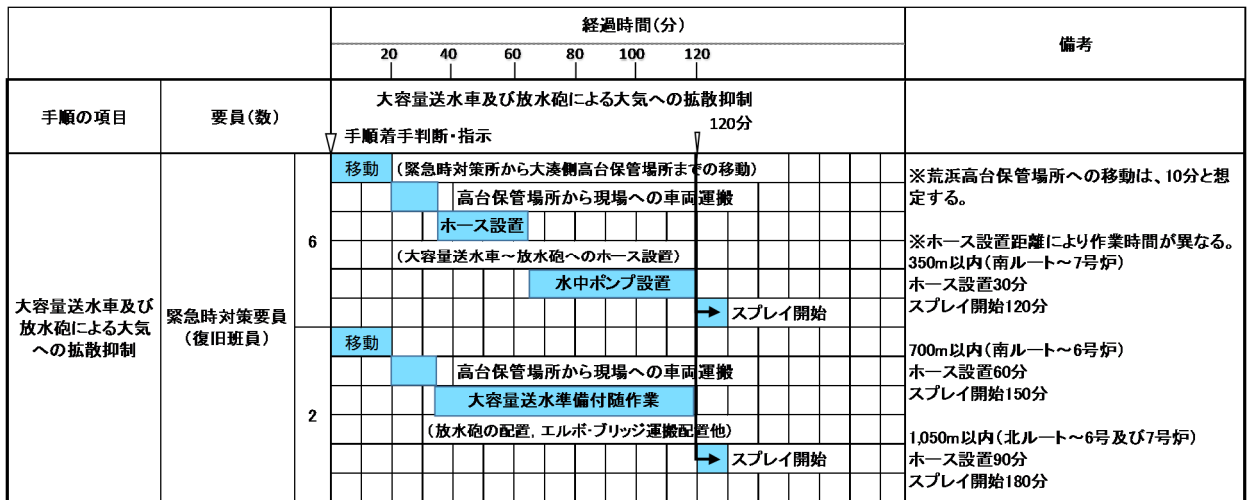 経過時間(分)
備考
20 40 60 80 100 120
手順の項目
要員(数)
大容量送水車及び放水砲による大気への拡散抑制
120分
手順着手判断・指示
大容量送水車及び
放水砲による大気
への拡散抑制
緊急時対策要員
(復旧班員)
6
移動 (緊急時対策所から大湊側高台保管場所までの移動)
高台保管場所から現場への車両運搬
ホース設置
(大容量送水車～放水砲へのホース設置)
水中ポンプ設置
スプレイ開始
2
移動
高台保管場所から現場への車両運搬
大容量送水準備付随作業
(放水砲の配置, エルボ・ブリッジ運搬配置他)
スプレイ開始
※荒浜高台保管場所への移動は、10分と想
定する。
※ホース設置距離により作業時間が異なる。
350m以内(南ルート～7号炉)
ホース設置30分
スプレイ開始120分
700m以内(南ルート～6号炉)
ホース設置60分
スプレイ開始150分
1,050m以内(北ルート～6号及び7号炉)
ホース設置90分
スプレイ開始180分